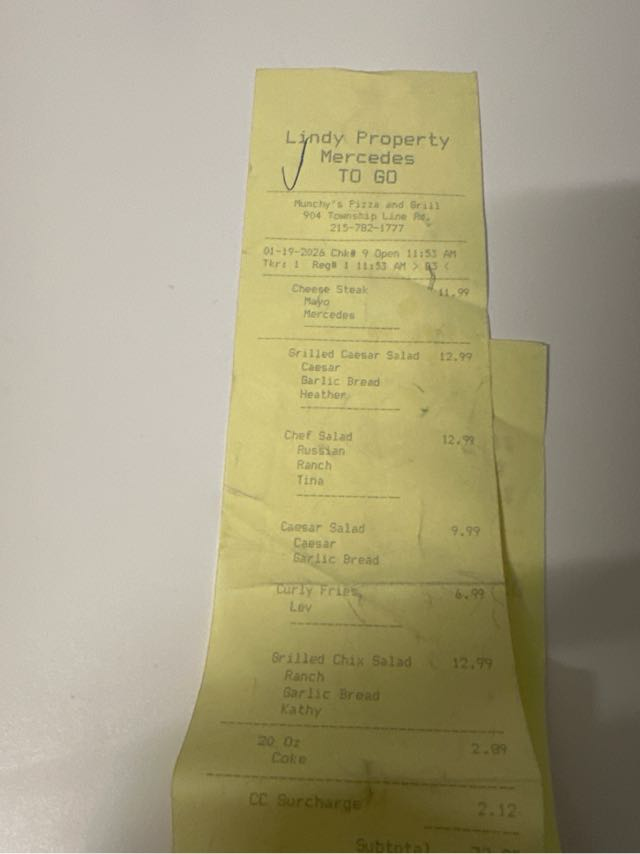 Lindy Property
Mercedes
TO GO
Munchy's Pizza and Grill
904 Township Line Rd.
215-782-1777
01-19-2026 Chk# 9 Open 11:53 AM
Tkr: 1 Reg# 1 11:53 AM > 03 <
Cheese Steak 11.99
Mayo
Mercedes
Grilled Caesar Salad 12.99
Caesar
Garlic Bread
Heather
Chef Salad 12.99
Russian
Ranch
Tina
Caesar Salad 9.99
Caesar
Garlic Bread
Curly Fries 6.99
Lev
Grilled Chix Salad 12.99
Ranch
Garlic Bread
Kathy
20 Oz 2.09
Coke
CC Surcharge 2.12
Subtotal